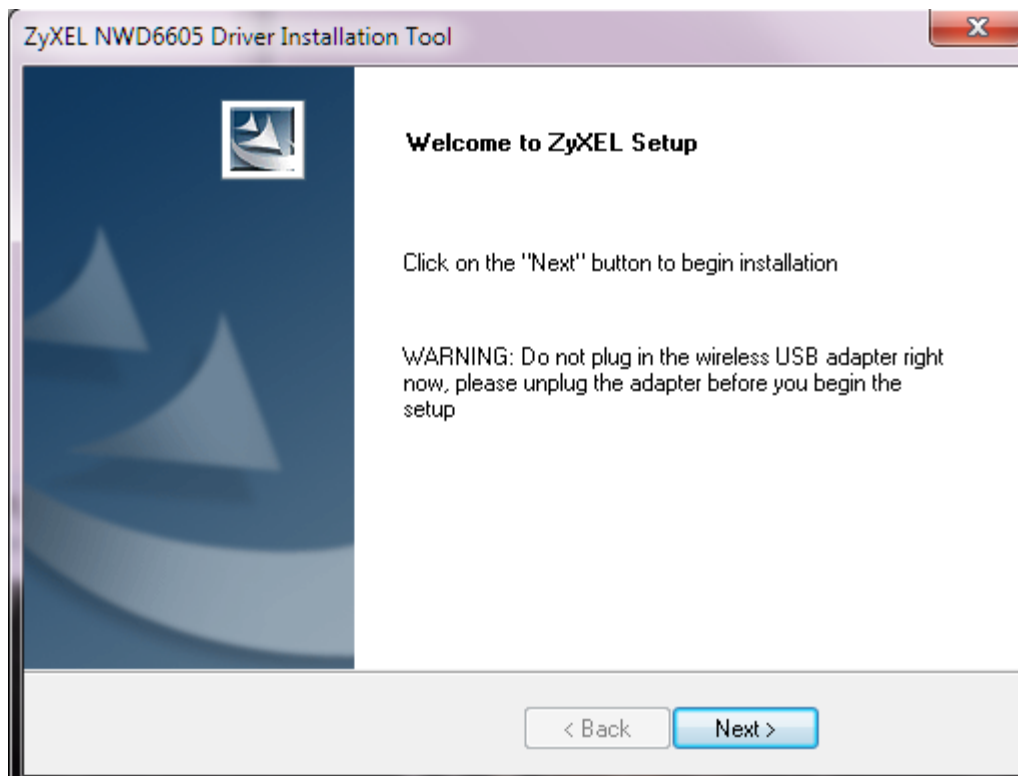 ZyXEL NWD6605 Driver Installation Tool
Welcome to ZyXEL Setup
Click on the "Next" button to begin installation
WARNING: Do not plug in the wireless USB adapter right
now, please unplug the adapter before you begin the
setup
< Back
Next >